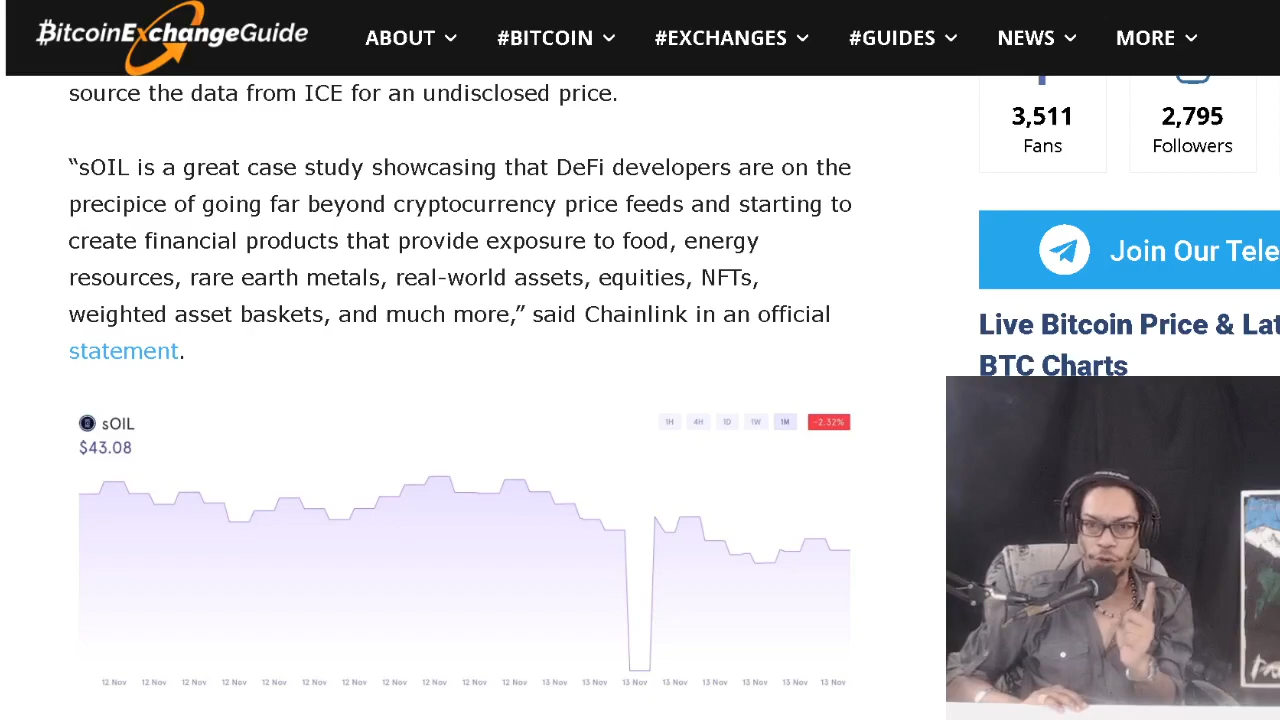 BitcoinExchangeGuide
ABOUT #BITCOIN #EXCHANGES #GUIDES NEWS MORE
source the data from ICE for an undisclosed price.
“sOIL is a great case study showcasing that DeFi developers are on the
precipice of going far beyond cryptocurrency price feeds and starting to
create financial products that provide exposure to food, energy
resources, rare earth metals, real-world assets, equities, NFTs,
weighted asset baskets, and much more,” said Chainlink in an official
statement.
sOIL
$43.08
1H 4H 1D 1W 1M -2.32%
12 Nov 12 Nov 12 Nov 12 Nov 12 Nov 12 Nov 12 Nov 12 Nov 12 Nov 12 Nov 12 Nov 13 Nov 13 Nov 13 Nov 13 Nov 13 Nov 13 Nov 13 Nov 13 Nov
3,511
Fans
2,795
Followers
Join Our Tele
Live Bitcoin Price & Lat
BTC Charts